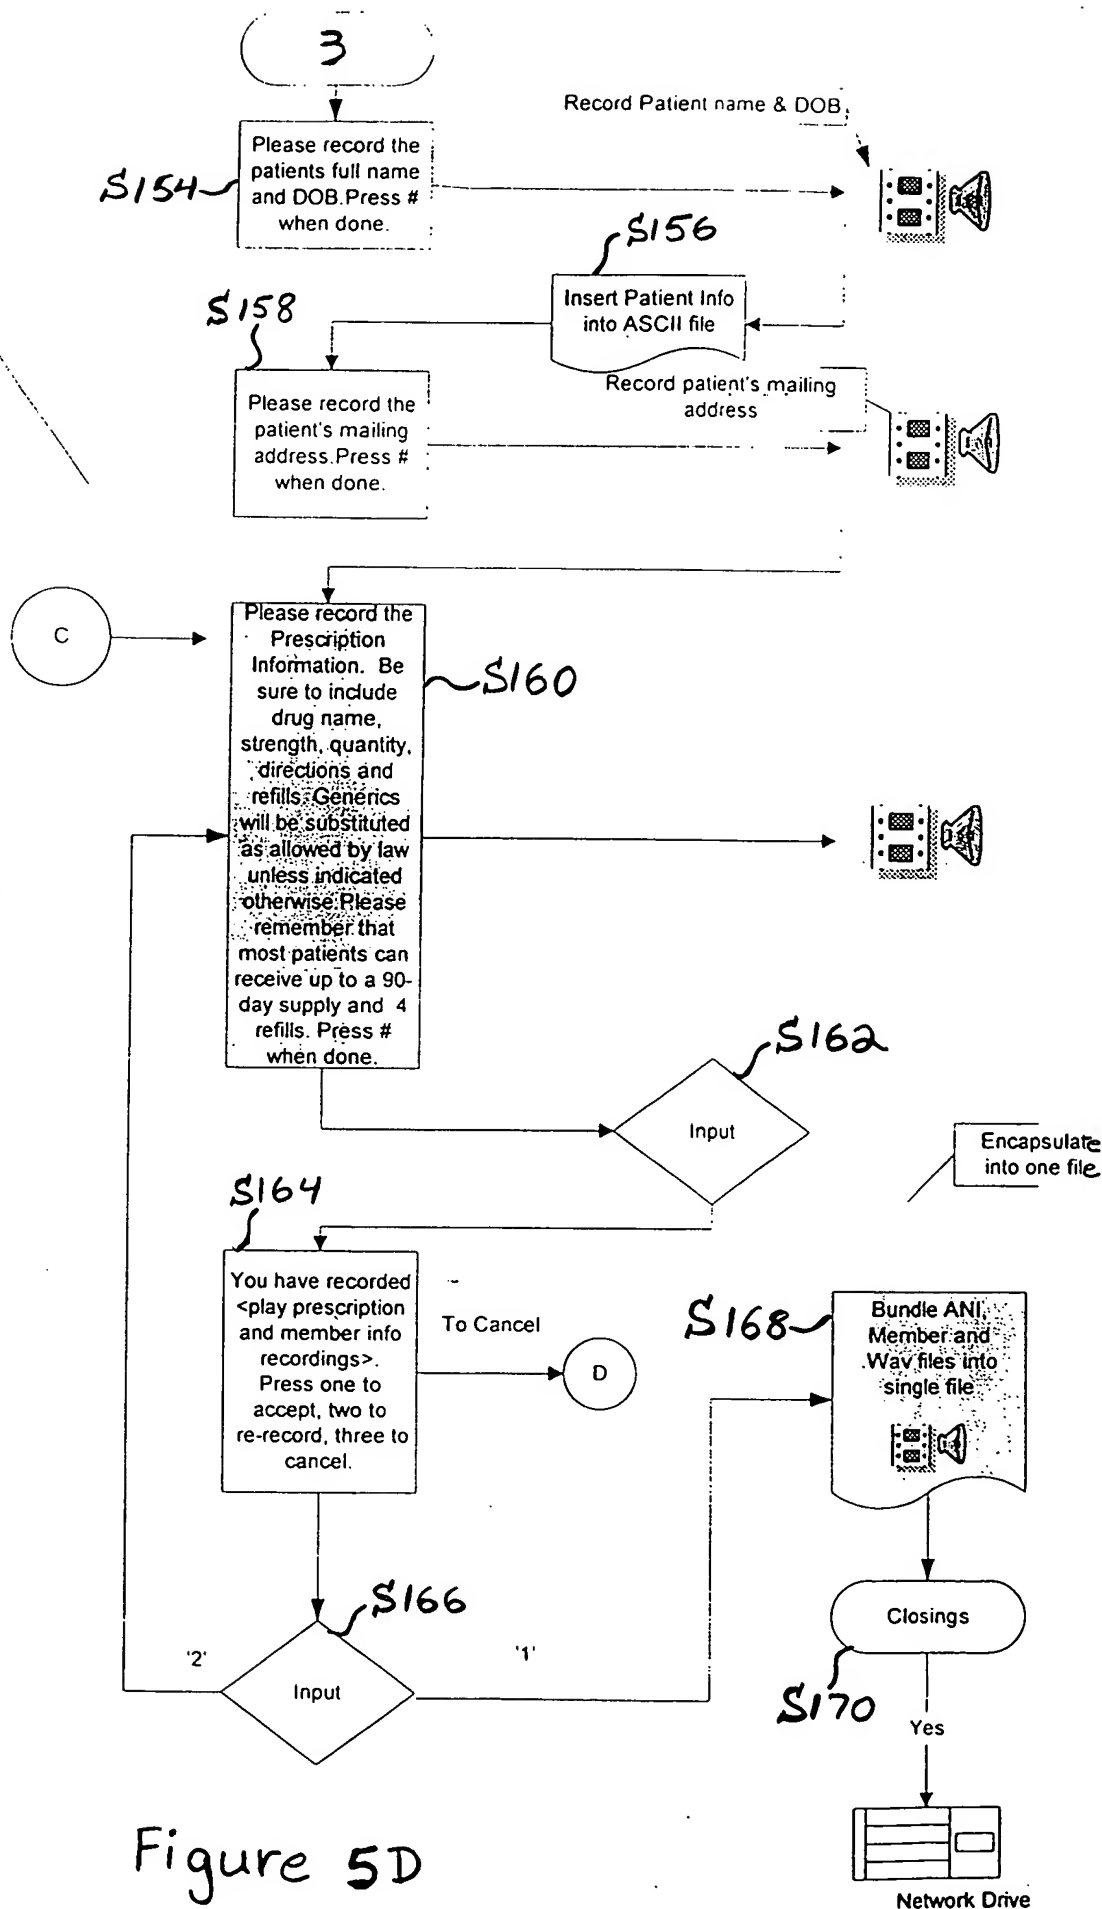 3
Record Patient name & DOB
Please record the
patients full name
and DOB.Press #
when done.
S154
S156
Insert Patient Info
into ASCII file
S158
Please record the
patient's mailing
address.Press #
when done.
Record patient's mailing
address
C
Please record the
Prescription
Information. Be
sure to include
drug name,
strength, quantity,
directions and
refills. Generics
will be substituted
as allowed by law
unless indicated
otherwise.Please
remember that
most patients can
receive up to a 90-
day supply and 4
refills. Press #
when done.
S160
S162
Input
Encapsulate
into one file
S164
You have recorded
<play prescription
and member info
recordings>.
Press one to
accept, two to
re-record, three to
cancel.
To Cancel
D
S168
Bundle ANI,
Member and
Wav files into
single file
S166
Input
'2'
'1'
Closings
S170
Yes
Network Drive
Figure 5D